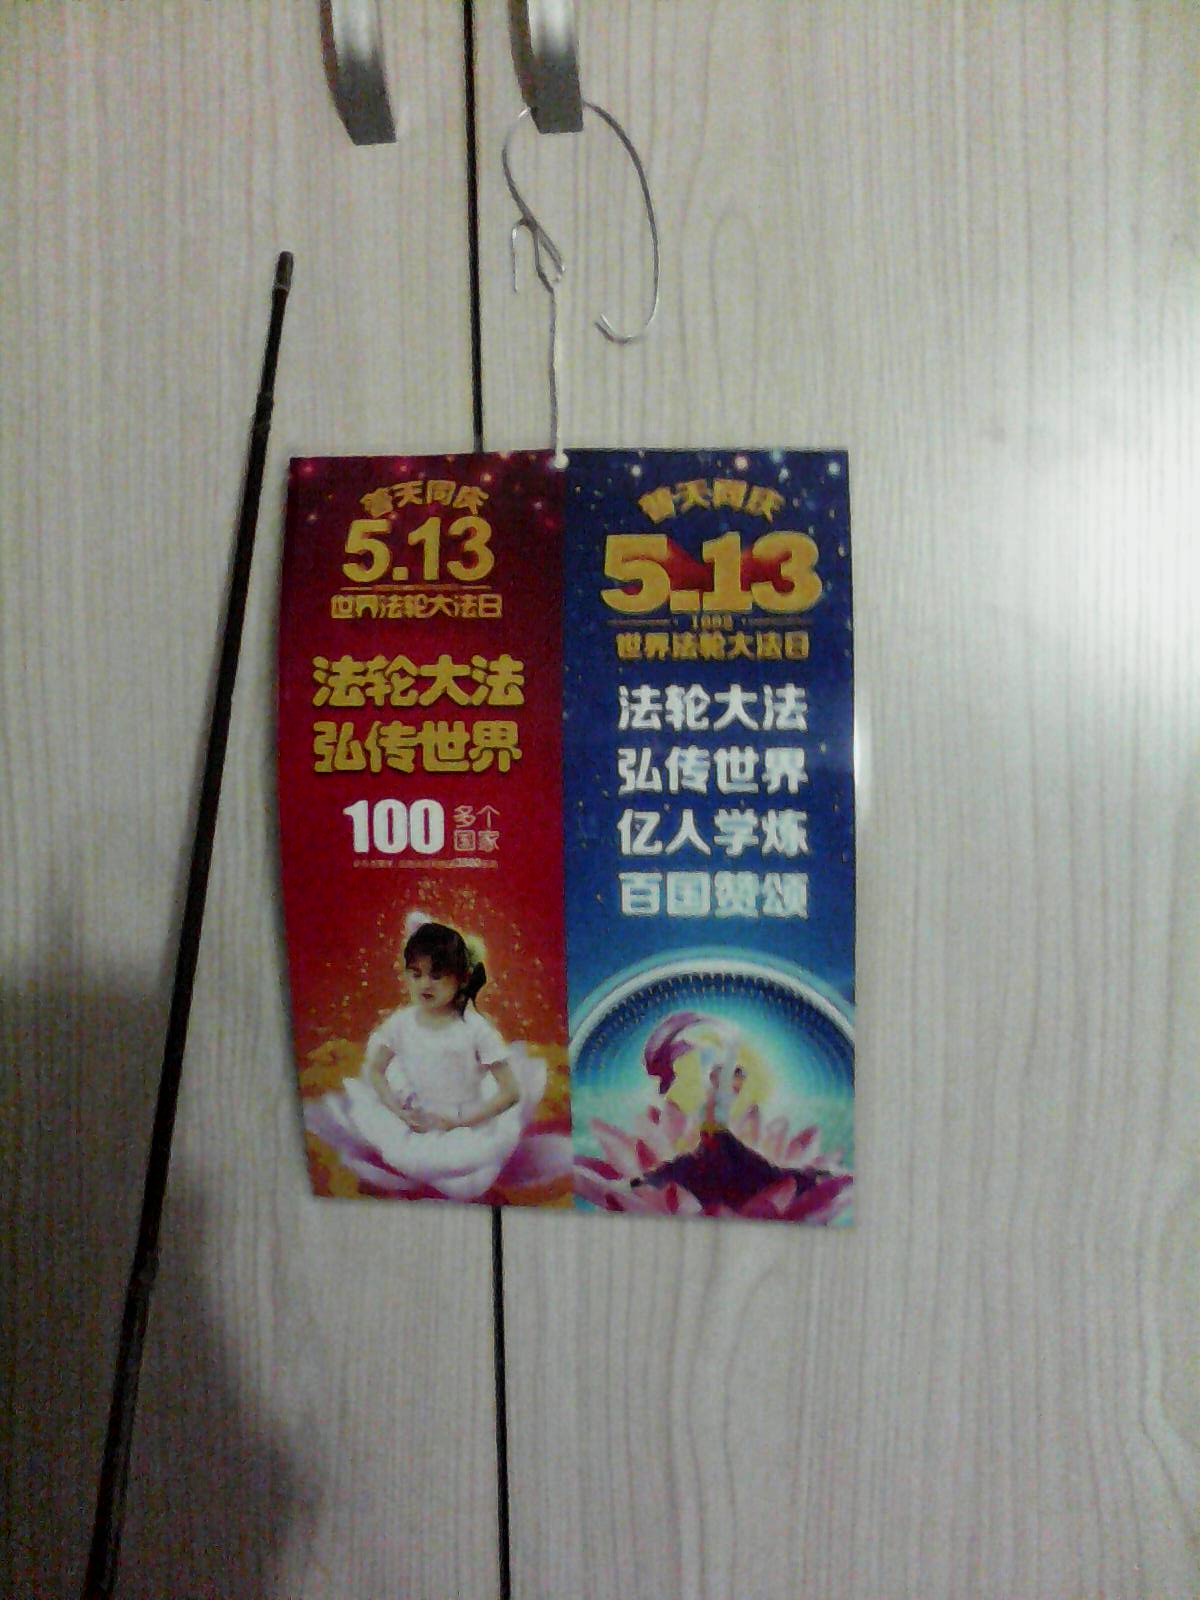 普天同庆
5.13
世界法轮大法日
法轮大法
弘传世界
100 多个
国家
普天同庆
5.13
1992
世界法轮大法日
法轮大法
弘传世界
亿人学炼
百国赞颂